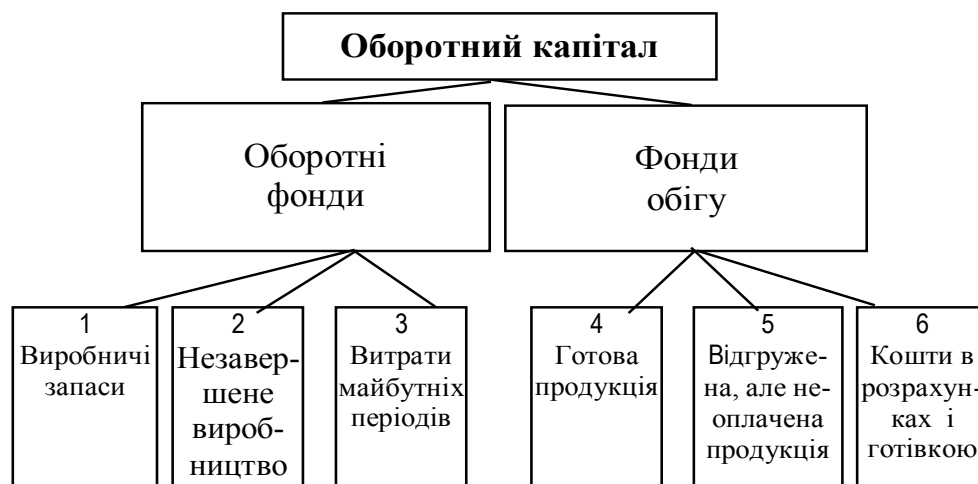 Оборотний капітал
Оборотні
фонди
Фонди
обігу
1
Виробничі
запаси
2
Незавер-
шене
вироб-
ництво
3
Витрати
майбутніх
періодів
4
Готова
продукція
5
Відгруже-
на, але не-
оплачена
продукція
6
Кошти в
розрахун-
ках і
готівкою